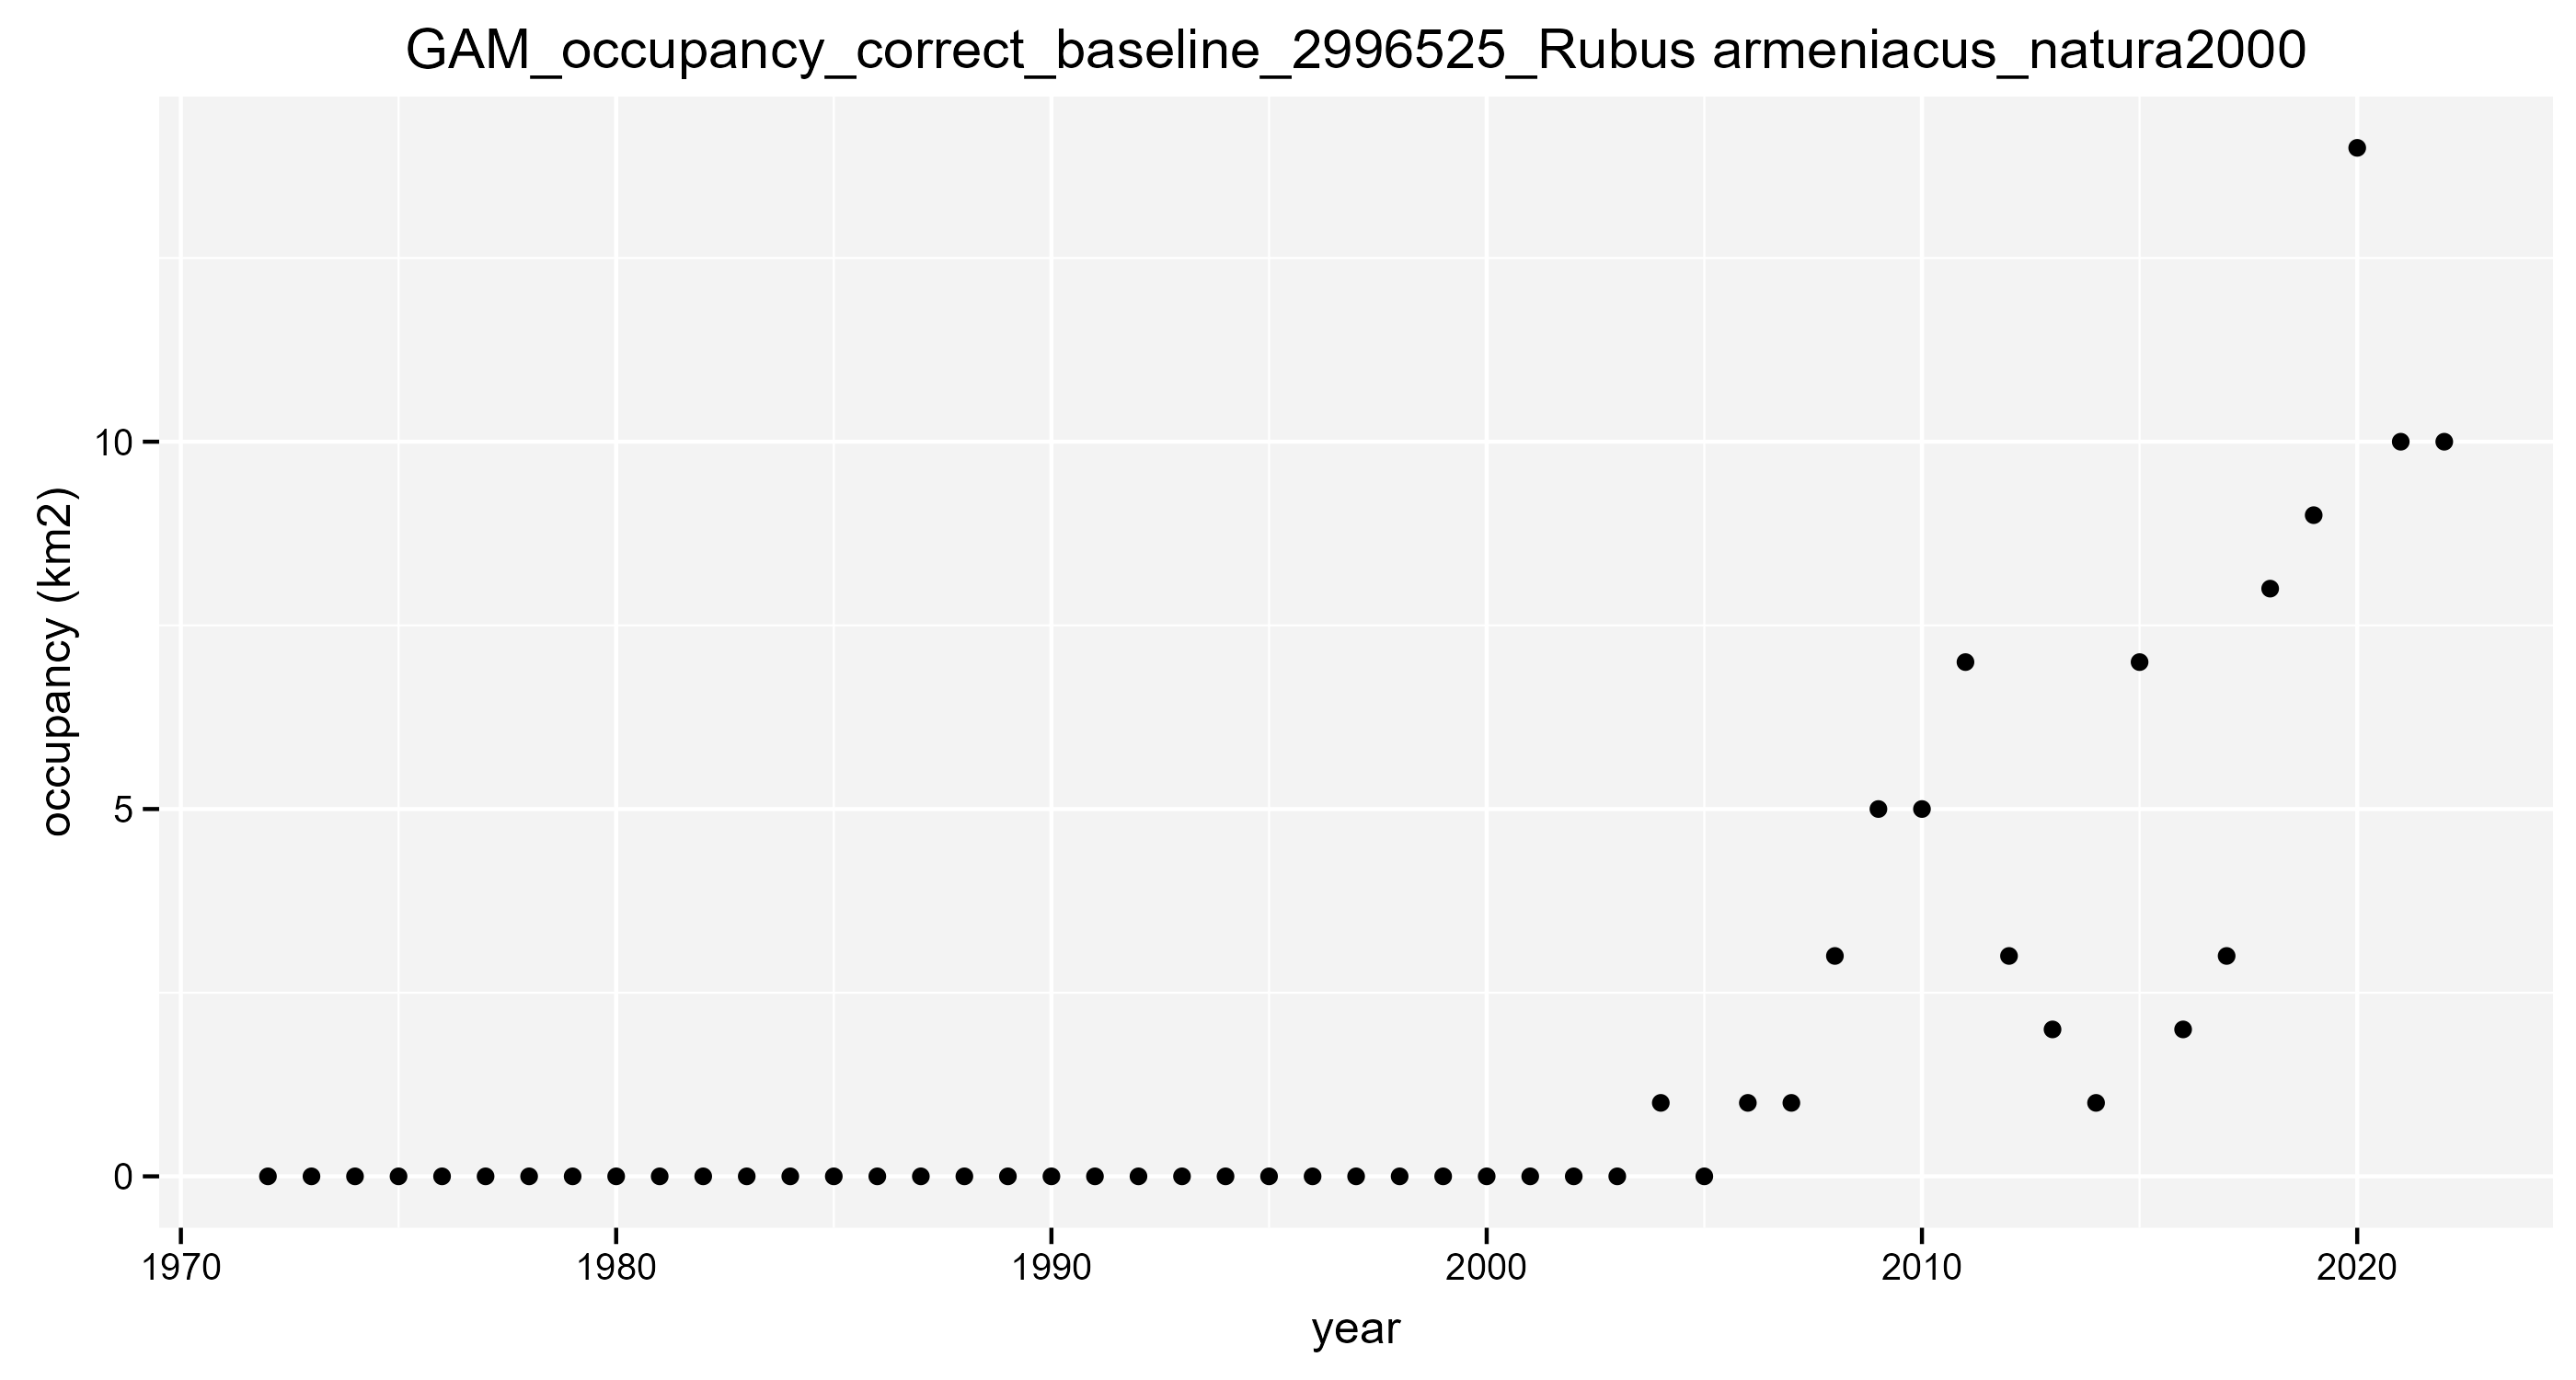 GAM_occupancy_correct_baseline_2996525_Rubus armeniacus_natura2000
occupancy (km2)
10
5
0
1970 1980 1990 2000 2010 2020
year